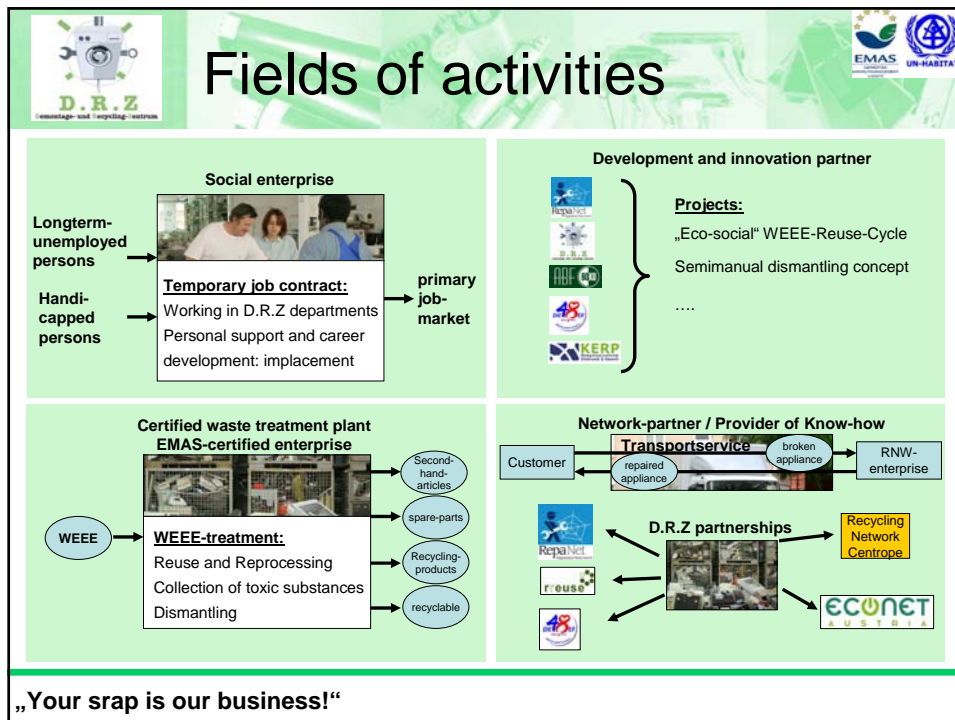 D.R.Z
Demontage- und Recycling-Zentrum
Fields of activities
EMAS
UN-HABITAT
Social enterprise
Longterm-
unemployed
persons
Handi-
capped
persons
Temporary job contract:
Working in D.R.Z departments
Personal support and career
development: implacement
primary
job-
market
Development and innovation partner
RepaNet
D.R.Z
ABF BOKU
48er
KERP
Projects:
„Eco-social“ WEEE-Reuse-Cycle
Semimanual dismantling concept
....
Certified waste treatment plant
EMAS-certified enterprise
WEEE
WEEE-treatment:
Reuse and Reprocessing
Collection of toxic substances
Dismantling
Second-
hand-
articles
spare-parts
Recycling-
products
recyclable
Network-partner / Provider of Know-how
Transportservice
Customer
broken
appliance
repaired
appliance
RNW-
enterprise
D.R.Z partnerships
RepaNet
rreuse
48er
Recycling
Network
Centrope
ECONET
AUSTRIA
„Your srap is our business!“